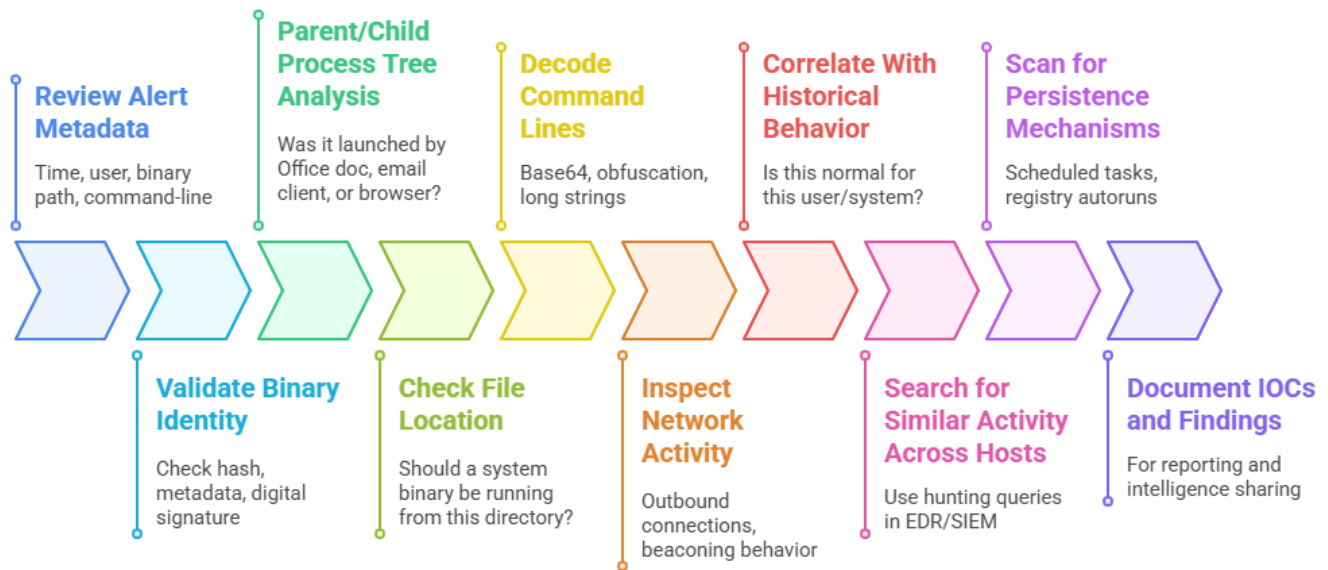 Review Alert
Metadata
Time, user, binary
path, command-line
Validate Binary
Identity
Check hash,
metadata, digital
signature
Parent/Child
Process Tree
Analysis
Was it launched by
Office doc, email
client, or browser?
Check File
Location
Should a system
binary be running
from this directory?
Decode
Command
Lines
Base64, obfuscation,
long strings
Inspect
Network
Activity
Outbound
connections,
beaconing behavior
Correlate With
Historical
Behavior
Is this normal for
this user/system?
Search for
Similar Activity
Across Hosts
Use hunting queries
in EDR/SIEM
Scan for
Persistence
Mechanisms
Scheduled tasks,
registry autoruns
Document IOCs
and Findings
For reporting and
intelligence sharing